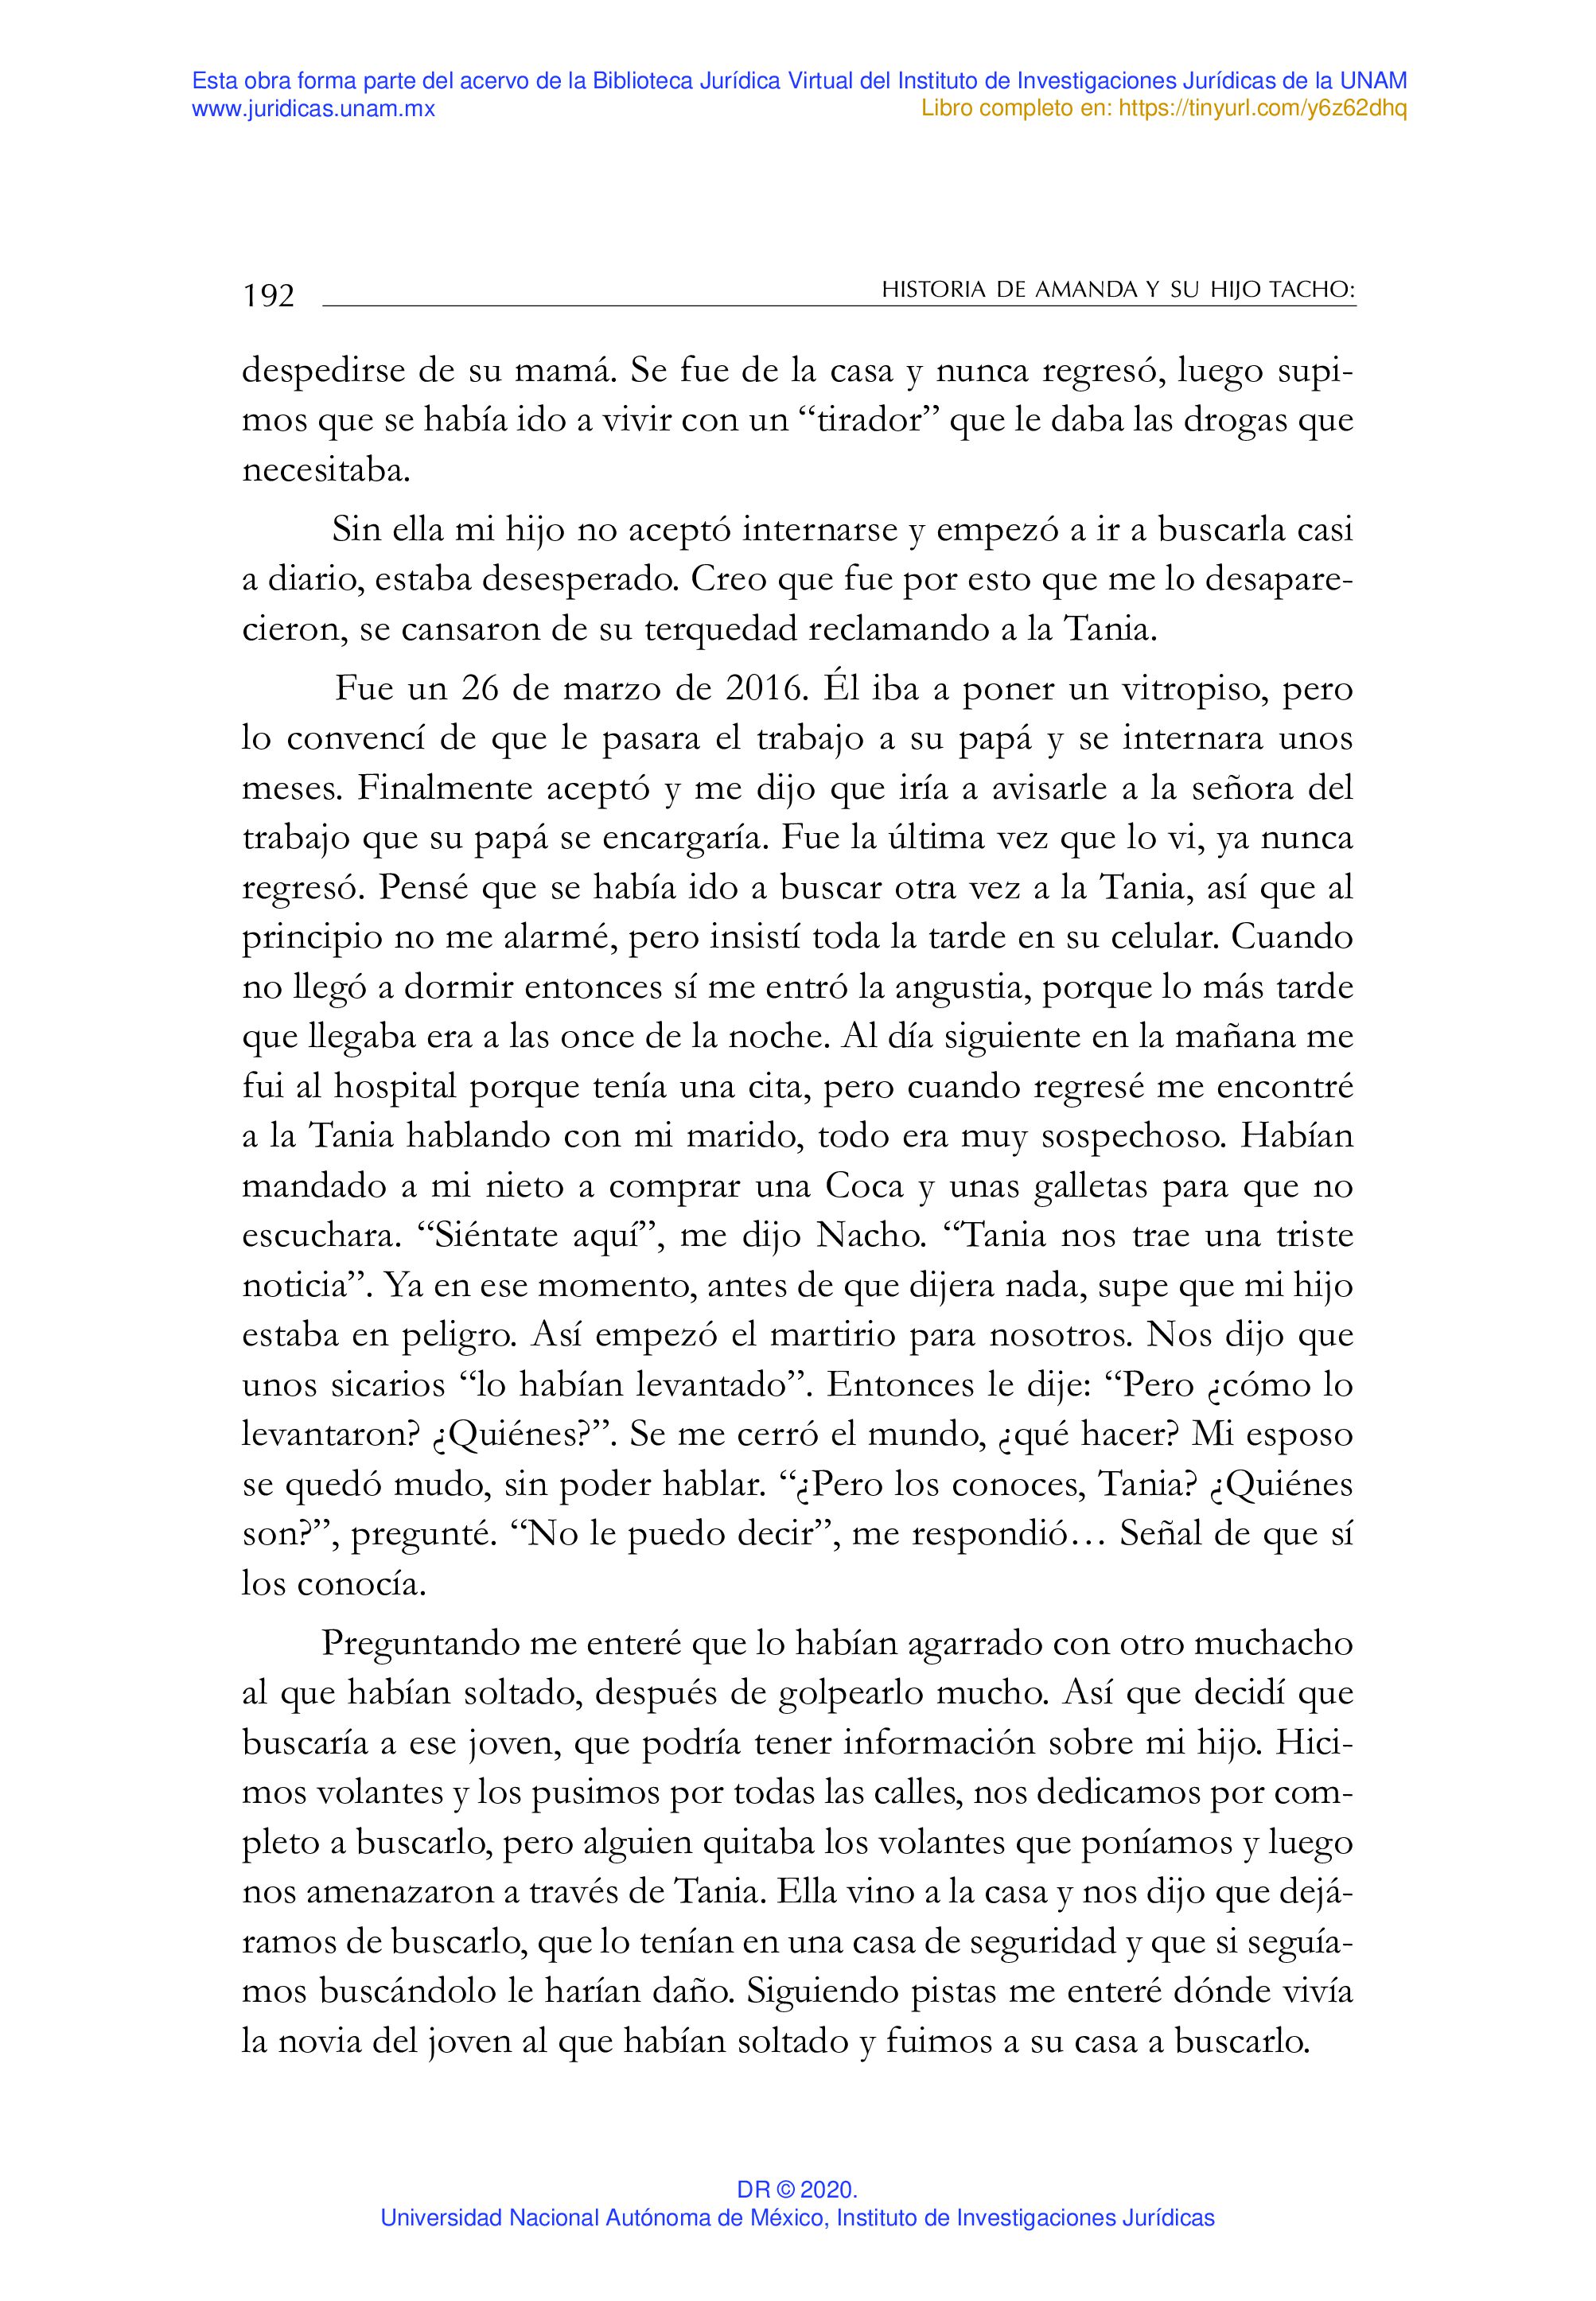 Esta obra forma parte del acervo de la Biblioteca Jurídica Virtual del Instituto de Investigaciones Jurídicas de la UNAM
www.juridicas.unam.mx
Libro completo en: https://tinyurl.com/y6z62dhq
192
HISTORIA DE AMANDA Y SU HIJO TACHO:
despedirse de su mamá. Se fue de la casa y nunca regresó, luego supi-
mos que se había ido a vivir con un “tirador” que le daba las drogas que
necesitaba.
Sin ella mi hijo no aceptó internarse y empezó a ir a buscarla casi
a diario, estaba desesperado. Creo que fue por esto que me lo desapare-
cieron, se cansaron de su terquedad reclamando a la Tania.
Fue un 26 de marzo de 2016. Él iba a poner un vitropiso, pero
lo convencí de que le pasara el trabajo a su papá y se internara unos
meses. Finalmente aceptó y me dijo que iría a avisarle a la señora del
trabajo que su papá se encargaría. Fue la última vez que lo vi, ya nunca
regresó. Pensé que se había ido a buscar otra vez a la Tania, así que al
principio no me alarmé, pero insistí toda la tarde en su celular. Cuando
no llegó a dormir entonces sí me entró la angustia, porque lo más tarde
que llegaba era a las once de la noche. Al día siguiente en la mañana me
fui al hospital porque tenía una cita, pero cuando regresé me encontré
a la Tania hablando con mi marido, todo era muy sospechoso. Habían
mandado a mi nieto a comprar una Coca y unas galletas para que no
escuchara. “Siéntate aquí”, me dijo Nacho. “Tania nos trae una triste
noticia”. Ya en ese momento, antes de que dijera nada, supe que mi hijo
estaba en peligro. Así empezó el martirio para nosotros. Nos dijo que
unos sicarios “lo habían levantado”. Entonces le dije: “Pero ¿cómo lo
levantaron? ¿Quiénes?”. Se me cerró el mundo, ¿qué hacer? Mi esposo
se quedó mudo, sin poder hablar. “¿Pero los conoces, Tania? ¿Quiénes
son?”, pregunté. “No le puedo decir”, me respondió… Señal de que sí
los conocía.
Preguntando me enteré que lo habían agarrado con otro muchacho
al que habían soltado, después de golpearlo mucho. Así que decidí que
buscaría a ese joven, que podría tener información sobre mi hijo. Hici-
mos volantes y los pusimos por todas las calles, nos dedicamos por com-
pleto a buscarlo, pero alguien quitaba los volantes que poníamos y luego
nos amenazaron a través de Tania. Ella vino a la casa y nos dijo que dejá-
ramos de buscarlo, que lo tenían en una casa de seguridad y que si seguía-
mos buscándolo le harían daño. Siguiendo pistas me enteré dónde vivía
la novia del joven al que habían soltado y fuimos a su casa a buscarlo.
DR © 2020.
Universidad Nacional Autónoma de México, Instituto de Investigaciones Jurídicas